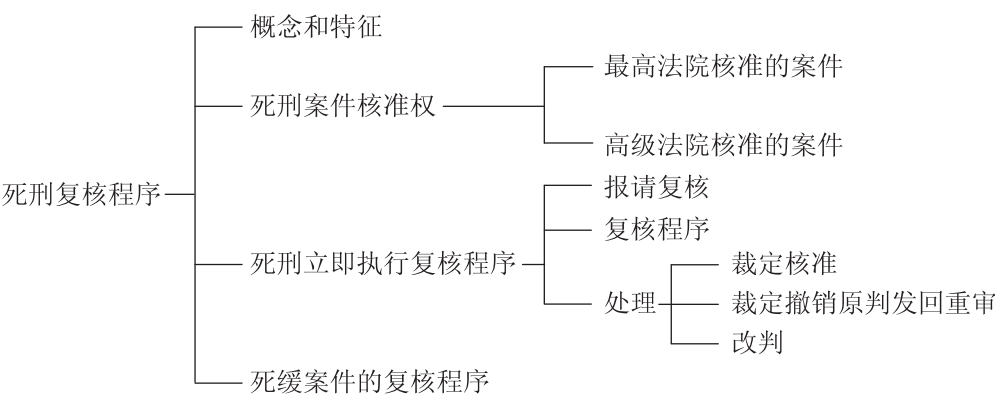 死刑复核程序
概念和特征
死刑案件核准权
最高法院核准的案件
高级法院核准的案件
死刑立即执行复核程序
报请复核
复核程序
处理
裁定核准
裁定撤销原判发回重审
改判
死缓案件的复核程序